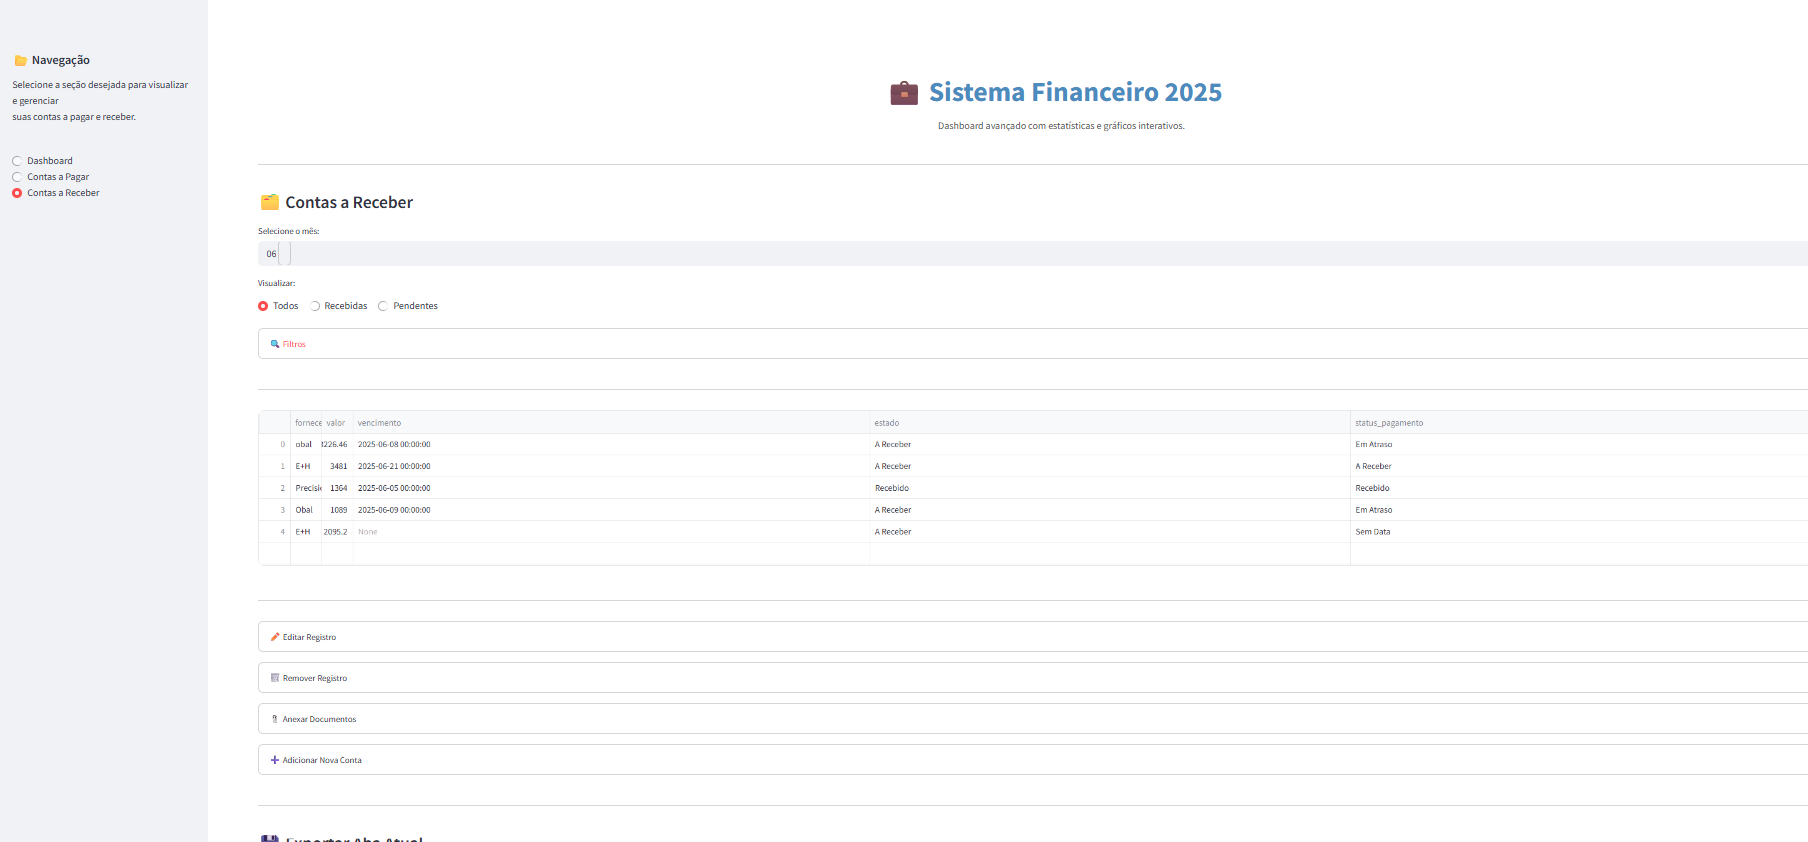 Navegação
Selecione a seção desejada para visualizar
e gerenciar
suas contas a pagar e receber.
Dashboard
Contas a Pagar
Contas a Receber
Sistema Financeiro 2025
Dashboard avançado com estatísticas e gráficos interativos.
Contas a Receber
Selecione o mês:
06
Visualizar:
Todos Recebidas Pendentes
Filtros
fornece valor vencimento estado status_pagamento
0 obal 226.46 2025-06-08 00:00:00 A Receber Em Atraso
1 E+H 3481 2025-06-21 00:00:00 A Receber A Receber
2 Precisi 1364 2025-06-05 00:00:00 Recebido Recebido
3 Obal 1089 2025-06-09 00:00:00 A Receber Em Atraso
4 E+H 2095.2 None A Receber Sem Data
Editar Registro
Remover Registro
Anexar Documentos
Adicionar Nova Conta
Exportar Aba Atual